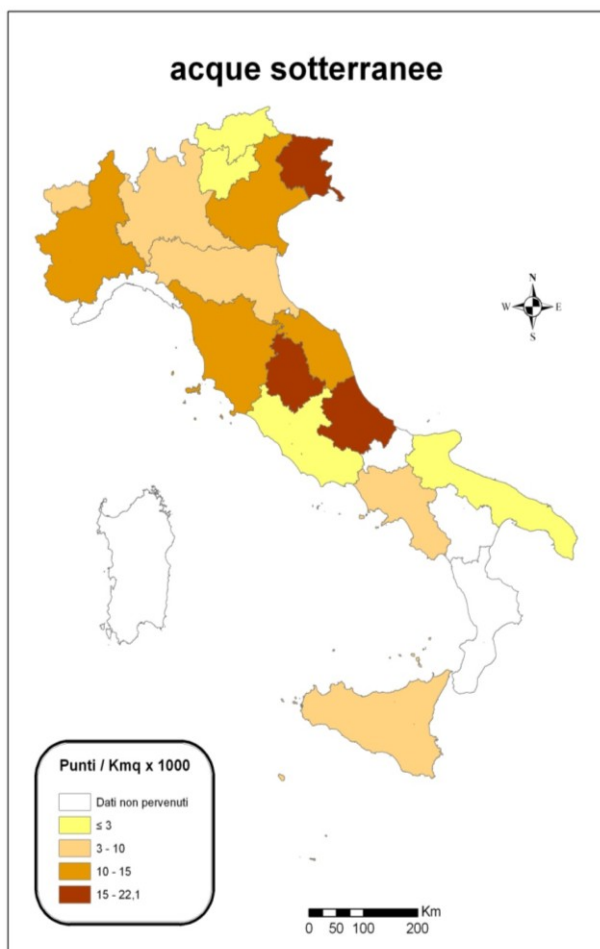 acque sotterranee
N
W E
S
Punti / Kmq x 1000
Dati non pervenuti
≤ 3
3 - 10
10 - 15
15 - 22,1
Km
0 50 100 200